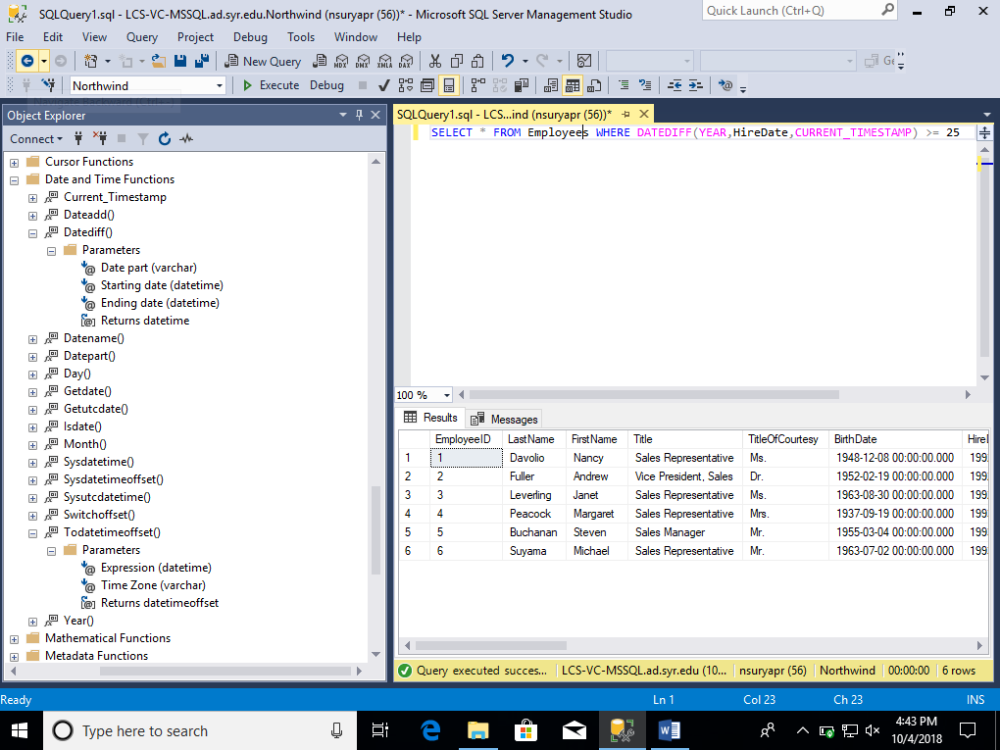 SQLQuery1.sql - LCS-VC-MSSQL.ad.syr.edu.Northwind (nsuryapr (56))* - Microsoft SQL Server Management Studio
Quick Launch (Ctrl+Q)
File Edit View Query Project Debug Tools Window Help
New Query MDX DMX XMLA DAX
Northwind Execute Debug
Object Explorer
SQLQuery1.sql - LCS...ind (nsuryapr (56))*
Connect
SELECT * FROM Employees WHERE DATEDIFF(YEAR,HireDate,CURRENT_TIMESTAMP) >= 25
Cursor Functions
Date and Time Functions
Current_Timestamp
Dateadd()
Datediff()
Parameters
Date part (varchar)
Starting date (datetime)
Ending date (datetime)
Returns datetime
Datename()
Datepart()
Day()
Getdate()
Getutcdate()
Isdate()
Month()
Sysdatetime()
Sysdatetimeoffset()
Sysutcdatetime()
Switchoffset()
Todatetimeoffset()
Parameters
Expression (datetime)
Time Zone (varchar)
Returns datetimeoffset
Year()
Mathematical Functions
Metadata Functions
100 %
Results Messages
EmployeeID LastName FirstName Title TitleOfCourtesy BirthDate
1 1 Davolio Nancy Sales Representative Ms. 1948-12-08 00:00:00.000 199
2 2 Fuller Andrew Vice President, Sales Dr. 1952-02-19 00:00:00.000 199
3 3 Leverling Janet Sales Representative Ms. 1963-08-30 00:00:00.000 199
4 4 Peacock Margaret Sales Representative Mrs. 1937-09-19 00:00:00.000 199
5 5 Buchanan Steven Sales Manager Mr. 1955-03-04 00:00:00.000 199
6 6 Suyama Michael Sales Representative Mr. 1963-07-02 00:00:00.000 199
Query executed succes... LCS-VC-MSSQL.ad.syr.edu (10... nsuryapr (56) Northwind 00:00:00 6 rows
Ready Ln 1 Col 23 Ch 23 INS
Type here to search
4:43 PM
10/4/2018